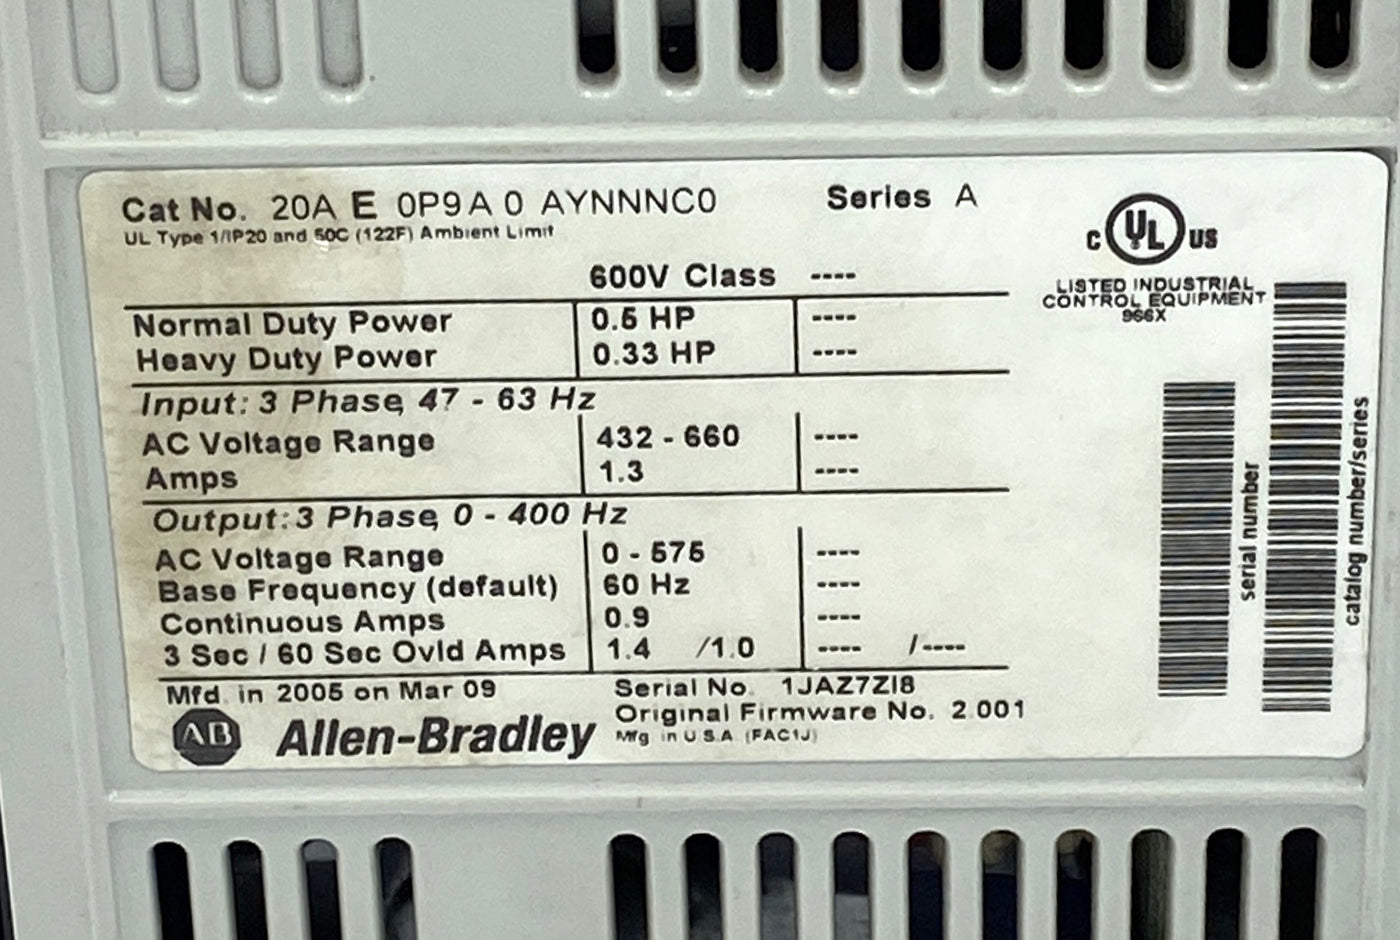 Cat No. 20A E 0P9 A 0 AYNNNC0 Series A
UL Type 1/IP20 and 50C (122F) Ambient Limit
C UL US
LISTED INDUSTRIAL
CONTROL EQUIPMENT
966X
600V Class ----
Normal Duty Power 0.5 HP ----
Heavy Duty Power 0.33 HP ----
Input: 3 Phase, 47 - 63 Hz
AC Voltage Range 432 - 660 ----
Amps 1.3 ----
Output: 3 Phase, 0 - 400 Hz
AC Voltage Range 0 - 575 ----
Base Frequency (default) 60 Hz ----
Continuous Amps 0.9 ----
3 Sec / 60 Sec Ovld Amps 1.4 /1.0 ---- /----
Mfd. in 2005 on Mar 09
Serial No. 1JAZ7ZI8
Original Firmware No. 2.001
Mfg in U S A (FAC1J)
AB Allen-Bradley
serial number
catalog number/series